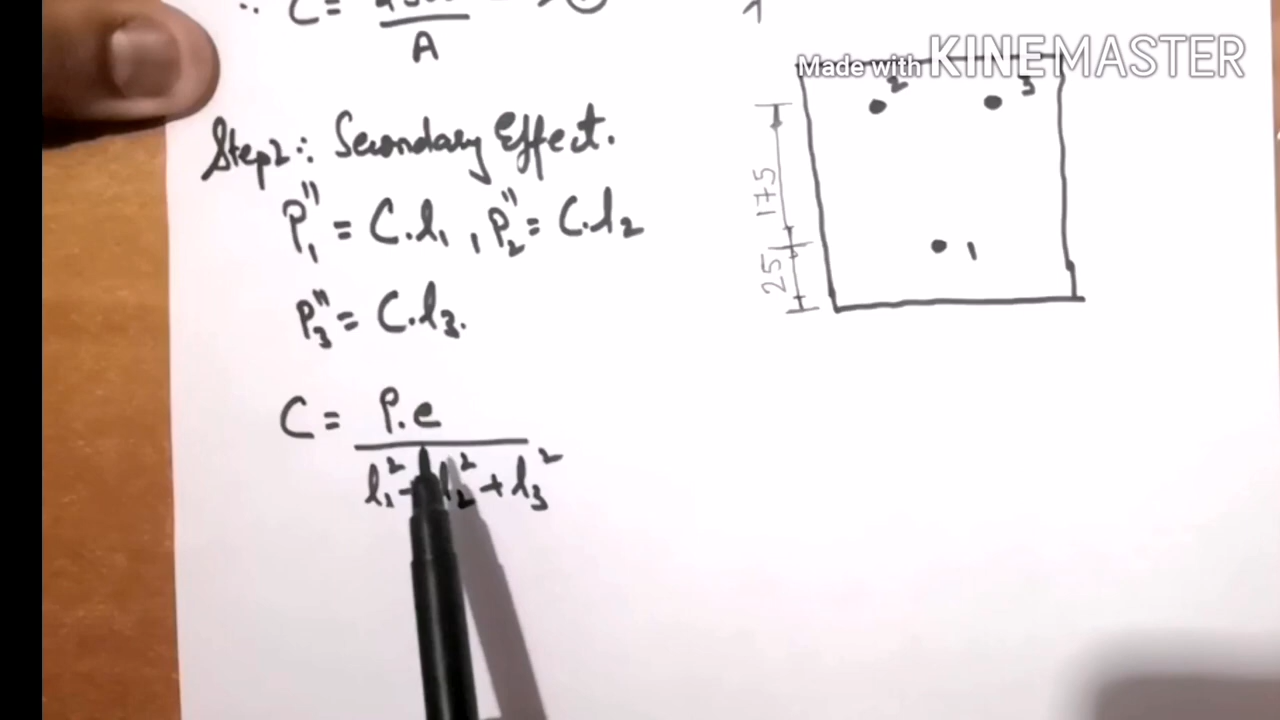 ∴ C =
A
Step2 :: Secondary Effect.
P₁" = C.l₁ , P₂" = C.l₂
P₃" = C.l₃.
C = P.e
l₁² + l₂² + l₃²
Made with KINEMASTER
2 3
175
1
25